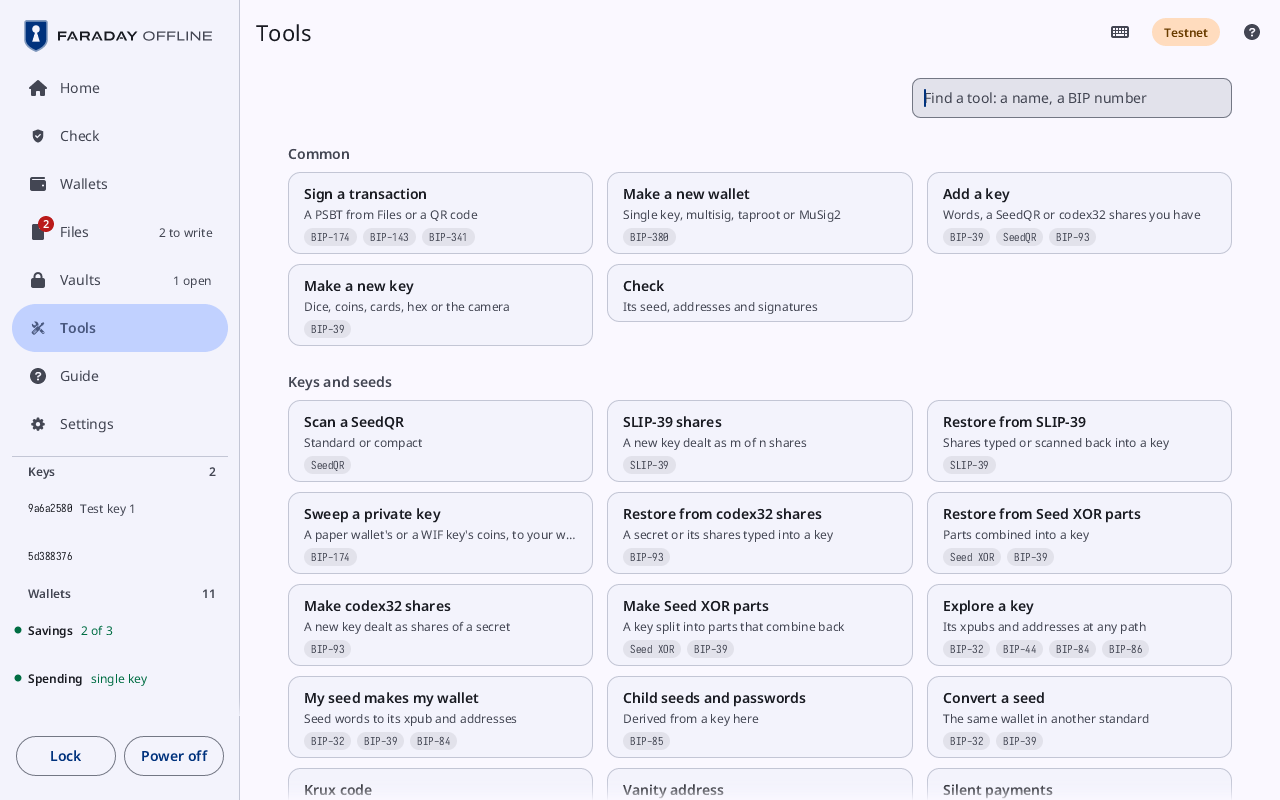 FARADAY OFFLINE
Home
Check
Wallets
2
Files
2 to write
Vaults
1 open
Tools
Guide
Settings
Keys
2
9a6a2580 Test key 1
5d388376
Wallets
11
Savings 2 of 3
Spending single key
Lock
Power off
Tools
Testnet
Find a tool: a name, a BIP number
Common
Sign a transaction
A PSBT from Files or a QR code
BIP-174 BIP-143 BIP-341
Make a new wallet
Single key, multisig, taproot or MuSig2
BIP-380
Add a key
Words, a SeedQR or codex32 shares you have
BIP-39 SeedQR BIP-93
Make a new key
Dice, coins, cards, hex or the camera
BIP-39
Check
Its seed, addresses and signatures
Keys and seeds
Scan a SeedQR
Standard or compact
SeedQR
SLIP-39 shares
A new key dealt as m of n shares
SLIP-39
Restore from SLIP-39
Shares typed or scanned back into a key
SLIP-39
Sweep a private key
A paper wallet's or a WIF key's coins, to your w...
BIP-174
Restore from codex32 shares
A secret or its shares typed into a key
BIP-93
Restore from Seed XOR parts
Parts combined into a key
Seed XOR BIP-39
Make codex32 shares
A new key dealt as shares of a secret
BIP-93
Make Seed XOR parts
A key split into parts that combine back
Seed XOR BIP-39
Explore a key
Its xpubs and addresses at any path
BIP-32 BIP-44 BIP-84 BIP-86
My seed makes my wallet
Seed words to its xpub and addresses
BIP-32 BIP-39 BIP-84
Child seeds and passwords
Derived from a key here
BIP-85
Convert a seed
The same wallet in another standard
BIP-32 BIP-39
Krux code
Vanity address
Silent payments